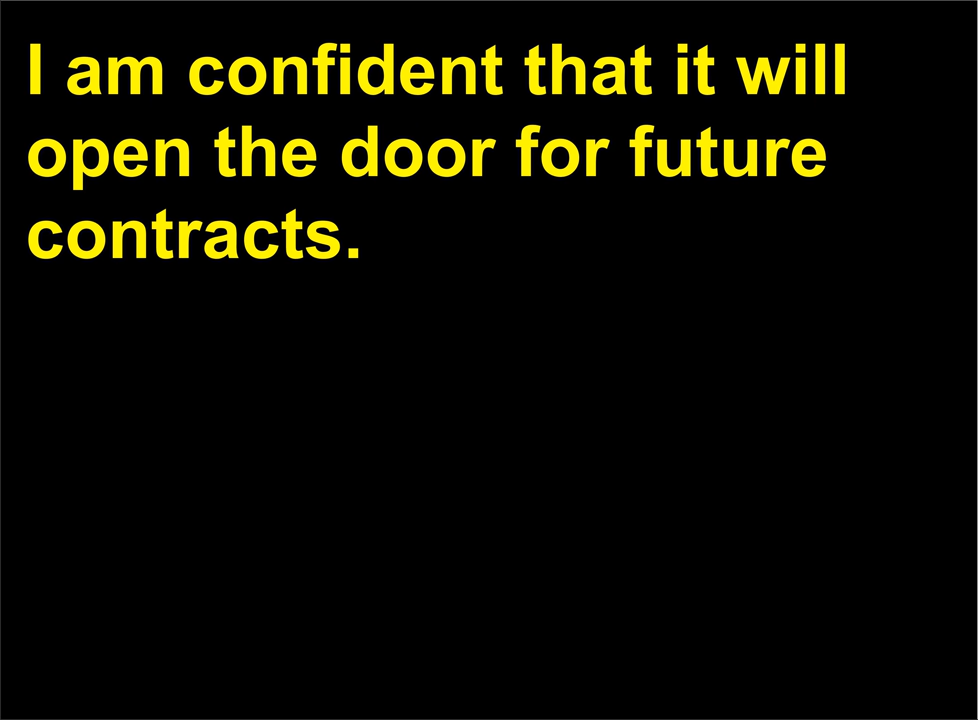 I am confident that it will
open the door for future
contracts.